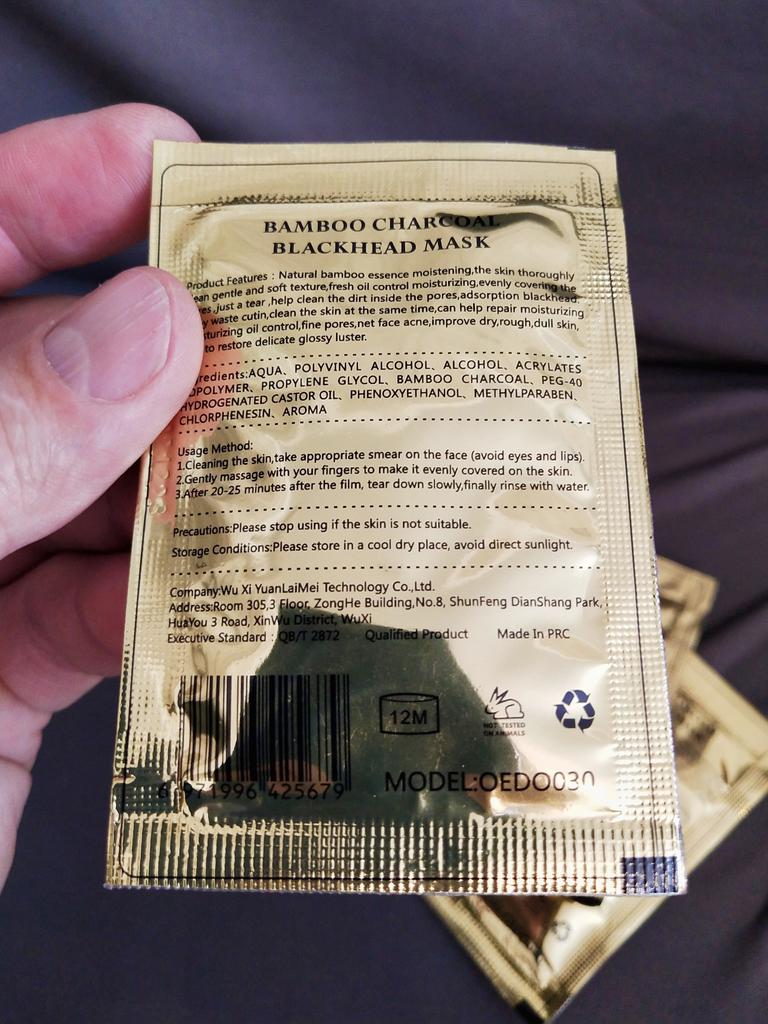 BAMBOO CHARCOAL
BLACKHEAD MASK
Product Features : Natural bamboo essence moistening,the skin thoroughly
ean gentle and soft texture,fresh oil control moisturizing,evenly covering the
es,just a tear ,help clean the dirt inside the pores,adsorption blackhead,
y waste cutin,clean the skin at the same time,can help repair moisturizing
sturizing oil control,fine pores,net face acne,improve dry,rough,dull skin,
to restore delicate glossy luster.
redients:AQUA、POLYVINYL ALCOHOL、ALCOHOL、ACRYLATES
OPOLYMER、PROPYLENE GLYCOL、BAMBOO CHARCOAL、PEG-40
HYDROGENATED CASTOR OIL、PHENOXYETHANOL、METHYLPARABEN、
CHLORPHENESIN、AROMA
Usage Method:
1.Cleaning the skin,take appropriate smear on the face (avoid eyes and lips).
2.Gently massage with your fingers to make it evenly covered on the skin.
3.After 20-25 minutes after the film, tear down slowly,finally rinse with water.
Precautions:Please stop using if the skin is not suitable.
Storage Conditions:Please store in a cool dry place, avoid direct sunlight.
Company:Wu Xi YuanLaiMei Technology Co.,Ltd.
Address:Room 305,3 Floor, ZongHe Building,No.8, ShunFeng DianShang Park,
HuaYou 3 Road, XinWu District, WuXi
Executive Standard : QB/T 2872 Qualified Product Made In PRC
12M
NOT TESTED
ON ANIMALS
6 971996 425679
MODEL:OEDO030